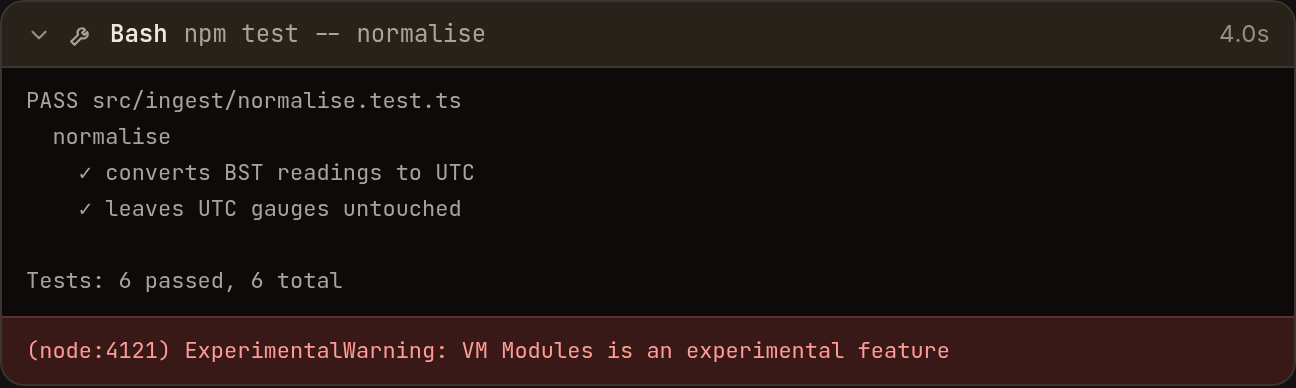 Bash npm test -- normalise 4.0s
PASS src/ingest/normalise.test.ts
normalise
✓ converts BST readings to UTC
✓ leaves UTC gauges untouched
Tests: 6 passed, 6 total
(node:4121) ExperimentalWarning: VM Modules is an experimental feature